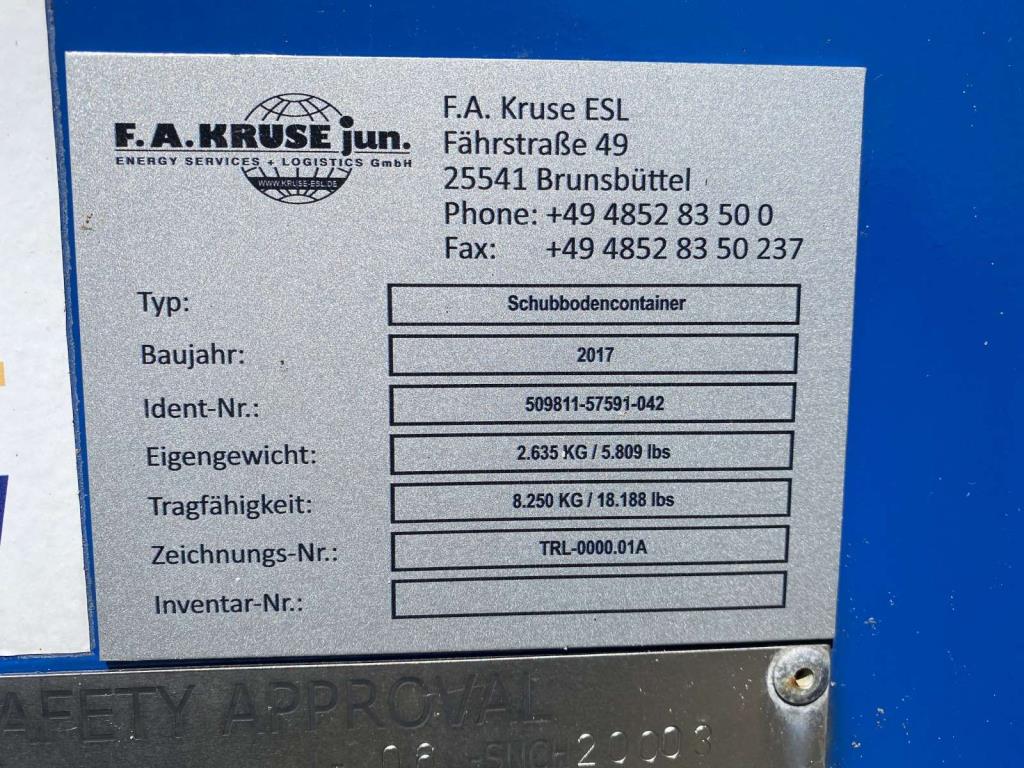 F.A.KRUSE jun.
ENERGY SERVICES + LOGISTICS GmbH
WWW.KRUSE-ESL.DE
F.A. Kruse ESL
Fährstraße 49
25541 Brunsbüttel
Phone: +49 4852 83 50 0
Fax: +49 4852 83 50 237
Typ: Schubbodencontainer
Baujahr: 2017
Ident-Nr.: 509811-57591-042
Eigengewicht: 2.635 KG / 5.809 lbs
Tragfähigkeit: 8.250 KG / 18.188 lbs
Zeichnungs-Nr.: TRL-0000.01A
Inventar-Nr.:
AFETY APPROVAL
20003